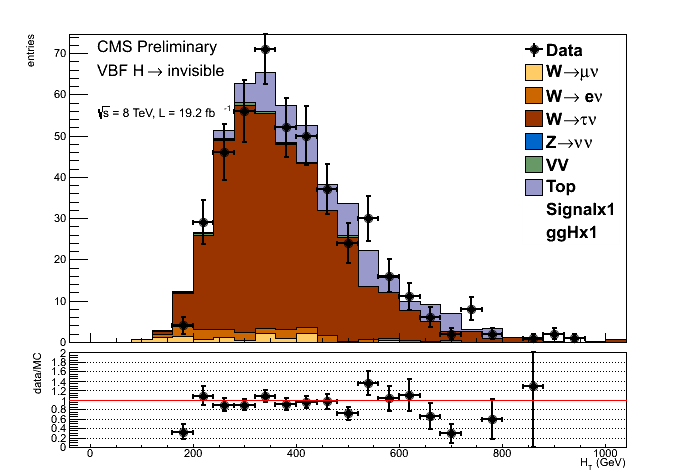 entries
CMS Preliminary
VBF H → invisible
√s = 8 TeV, L = 19.2 fb⁻¹
Data
W→μν
W→ eν
W→τν
Z→νν
VV
Top
Signalx1
ggHx1
70
60
50
40
30
20
10
0
data/MC
2
1.8
1.6
1.4
1.2
1
0.8
0.6
0.4
0.2
0
0 200 400 600 800 1000
H_T (GeV)